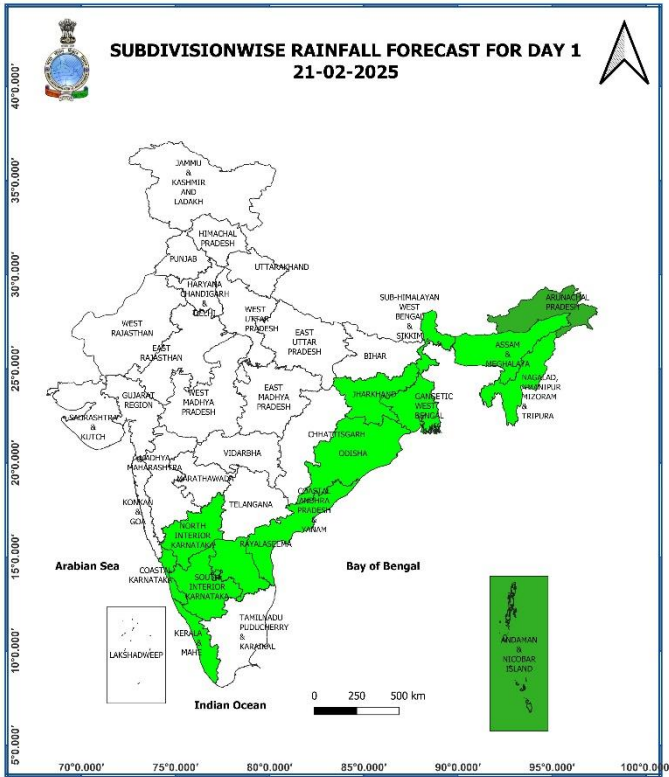 SUBDIVISIONWISE RAINFALL FORECAST FOR DAY 1
21-02-2025
40°0.000'
35°0.000'
30°0.000'
25°0.000'
20°0.000'
15°0.000'
10°0.000'
5°0.000'
JAMMU
&
KASHMIR
AND
LADAKH
HIMACHAL
PRADESH
PUNJAB
UTTARAKHAND
HARYANA
CHANDIGARH
&
DELHI
WEST
RAJASTHAN
EAST
RAJASTHAN
WEST
UTTAR
PRADESH
EAST
UTTAR
PRADESH
BIHAR
SUB-HIMALAYAN
WEST
BENGAL
&
SIKKIM
ARUNACHAL
PRADESH
ASSAM
&
MEGHALAYA
NAGALAD,
MANIPUR
MIZORAM
&
TRIPURA
GUJARAT
REGION
SAURASHTRA
&
KUTCH
WEST
MADHYA
PRADESH
EAST
MADHYA
PRADESH
JHARKHAND
GANGETIC
WEST
BENGAL
CHHATTISGARH
ODISHA
VIDARBHA
MADHYA
MAHARASHTRA
MARATHAWADA
KONKAN
&
GOA
TELANGANA
COASTAL
ANDHRA
PRADESH
&
YANAM
NORTH
INTERIOR
KARNATAKA
RAYALASEEMA
COASTAL
KARNATAKA
SOUTH
INTERIOR
KARNATAKA
KERALA
&
MAHE
TAMILNADU
PUDUCHERRY
&
KARAIKAL
LAKSHADWEEP
ANDAMAN
&
NICOBAR
ISLAND
Arabian Sea
Bay of Bengal
Indian Ocean
0 250 500 km
70°0.000' 75°0.000' 80°0.000' 85°0.000' 90°0.000' 95°0.000' 100°0.000'